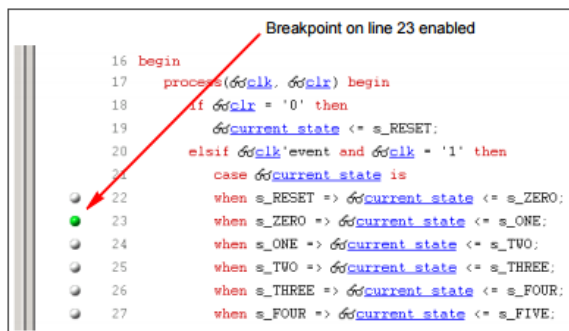 Breakpoint on line 23 enabled
16 begin
17 process(clk, clr) begin
18 if clr = '0' then
19 current_state <= s_RESET;
20 elsif clk'event and clk = '1' then
21 case current_state is
22 when s_RESET => current_state <= s_ZERO;
23 when s_ZERO => current_state <= s_ONE;
24 when s_ONE => current_state <= s_TWO;
25 when s_TWO => current_state <= s_THREE;
26 when s_THREE => current_state <= s_FOUR;
27 when s_FOUR => current_state <= s_FIVE;